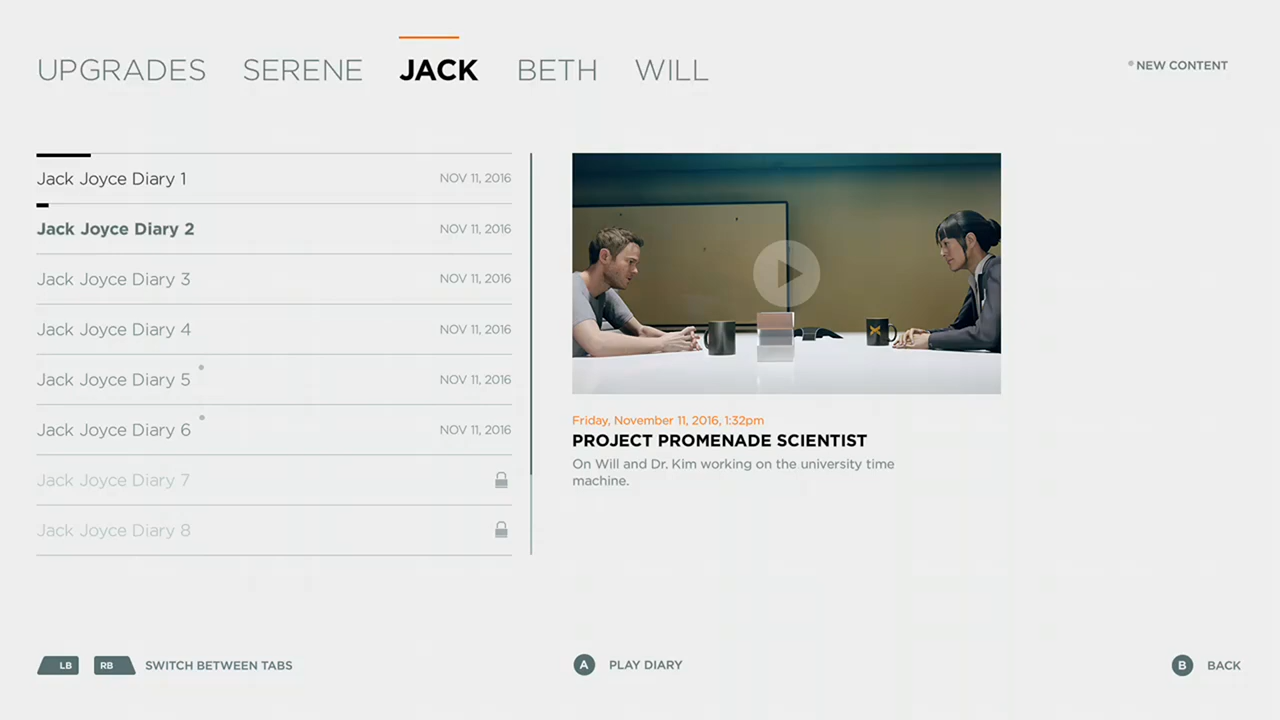 UPGRADES SERENE JACK BETH WILL
NEW CONTENT
Jack Joyce Diary 1 NOV 11, 2016
Jack Joyce Diary 2 NOV 11, 2016
Jack Joyce Diary 3 NOV 11, 2016
Jack Joyce Diary 4 NOV 11, 2016
Jack Joyce Diary 5 NOV 11, 2016
Jack Joyce Diary 6 NOV 11, 2016
Jack Joyce Diary 7
Jack Joyce Diary 8
Friday, November 11, 2016, 1:32pm
PROJECT PROMENADE SCIENTIST
On Will and Dr. Kim working on the university time
machine.
LB RB SWITCH BETWEEN TABS
A PLAY DIARY
B BACK